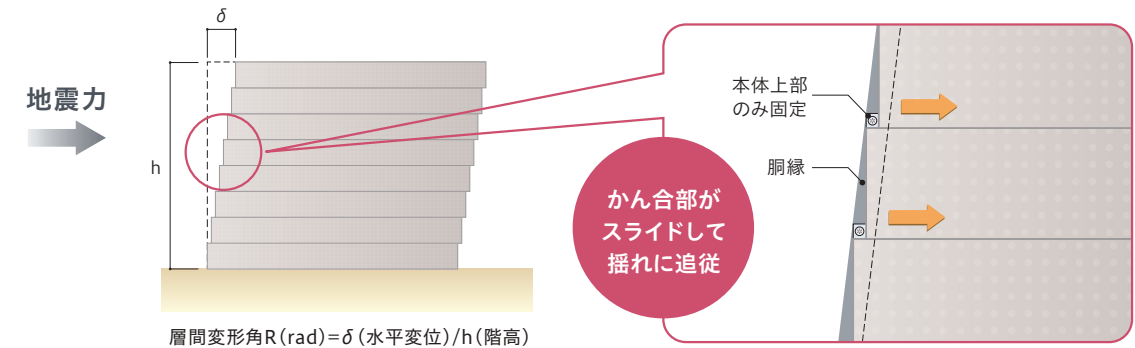 δ
地震力
h
層間変形角R(rad)=δ(水平変位)/h(階高)
かん合部が
スライドして
揺れに追従
本体上部
のみ固定
胴縁